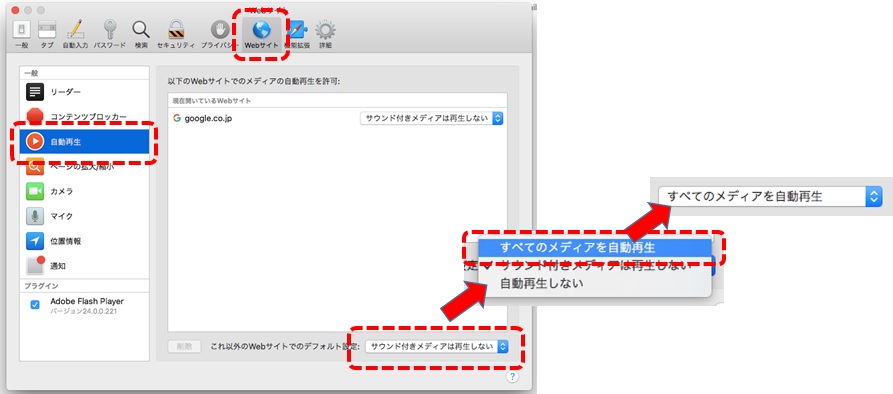 Webサイト
一般 タブ 自動入力 パスワード 検索 セキュリティ プライバシー Webサイト 機能拡張 詳細
一般
リーダー
コンテンツブロッカー
自動再生
ページの拡大/縮小
カメラ
マイク
位置情報
通知
プラグイン
Adobe Flash Player
バージョン24.0.0.221
以下のWebサイトでのメディアの自動再生を許可:
現在開いているWebサイト
google.co.jp サウンド付きメディアは再生しない
削除 これ以外のWebサイトでのデフォルト設定: サウンド付きメディアは再生しない
?
すべてのメディアを自動再生
定 ✓ サウンド付きメディアは再生しない
自動再生しない
すべてのメディアを自動再生